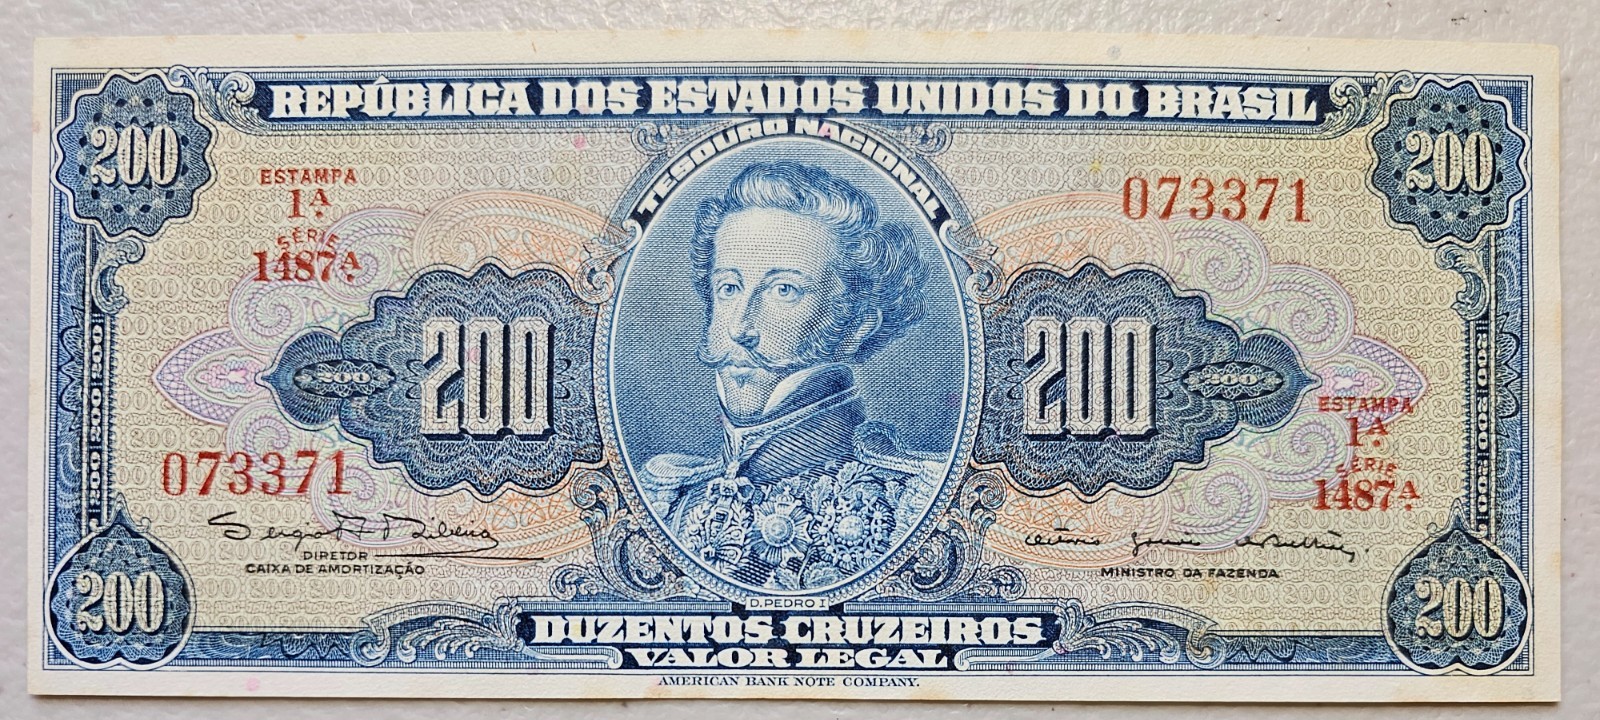 REPÚBLICA DOS ESTADOS UNIDOS DO BRASIL
TESOURO NACIONAL
200
200
ESTAMPA
1ª
SÉRIE
1487ª
073371
200
200
200
200
ESTAMPA
1ª
SÉRIE
1487ª
073371
DIRETOR
CAIXA DE AMORTIZAÇÃO
MINISTRO DA FAZENDA
D. PEDRO I
200
200
DUZENTOS CRUZEIROS
VALOR LEGAL
AMERICAN BANK NOTE COMPANY.